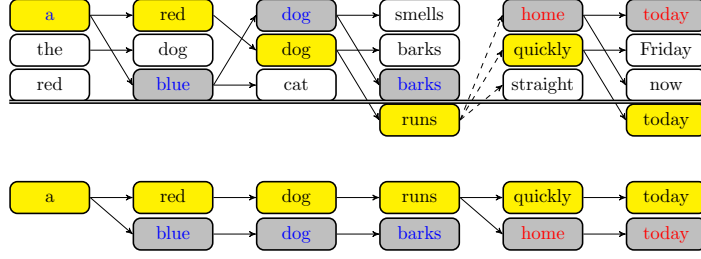 a red dog smells home today
the dog dog barks quickly Friday
red blue cat barks straight now
runs today
a red dog runs quickly today
blue dog barks home today